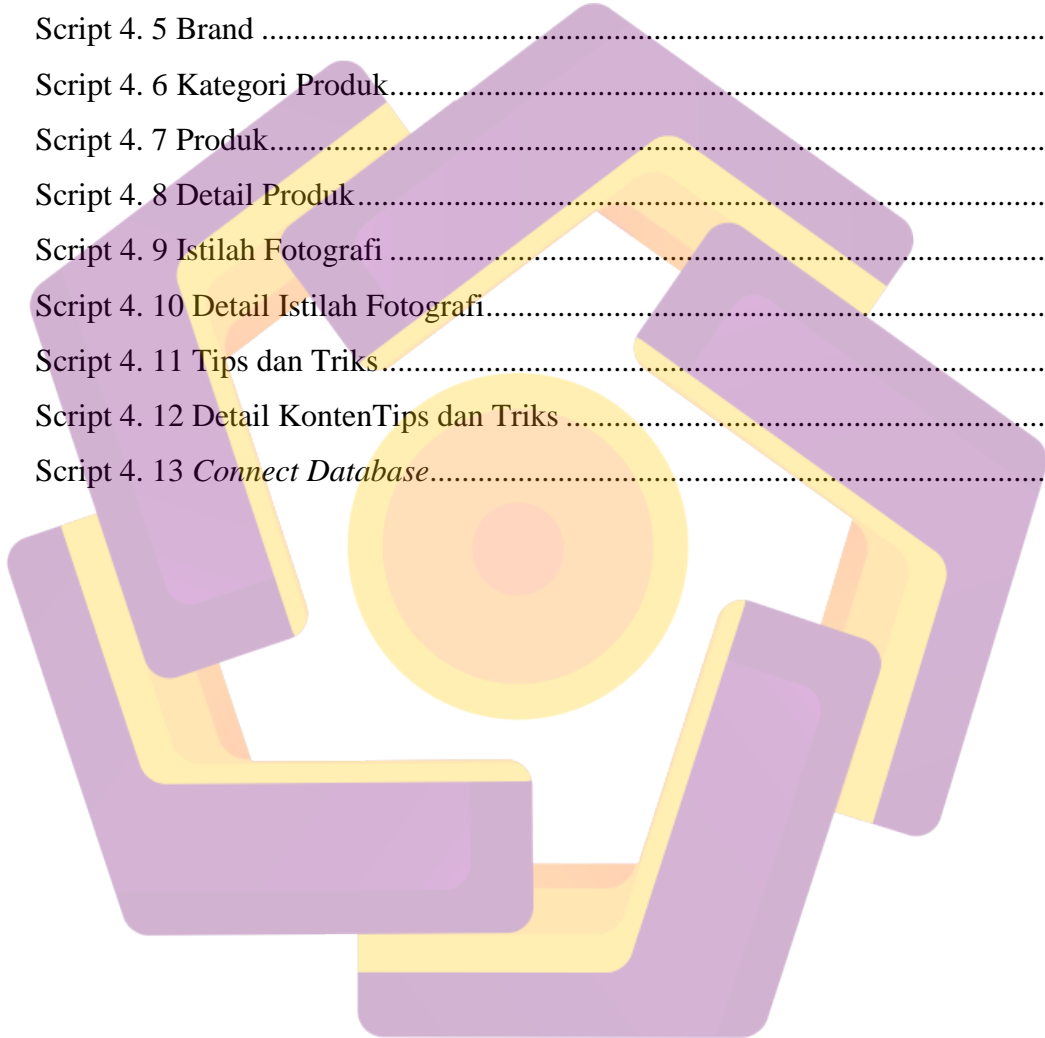 Script 4. 5 Brand ........................................................................................................
Script 4. 6 Kategori Produk........................................................................................
Script 4. 7 Produk.......................................................................................................
Script 4. 8 Detail Produk............................................................................................
Script 4. 9 Istilah Fotografi ........................................................................................
Script 4. 10 Detail Istilah Fotografi............................................................................
Script 4. 11 Tips dan Triks.........................................................................................
Script 4. 12 Detail KontenTips dan Triks ..................................................................
Script 4. 13 Connect Database...................................................................................